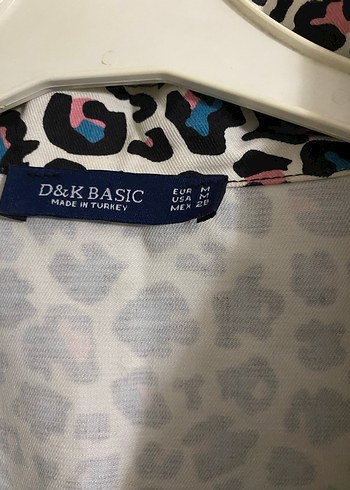 D&K BASIC
MADE IN TURKEY
EUR M
USA M
MEX 28